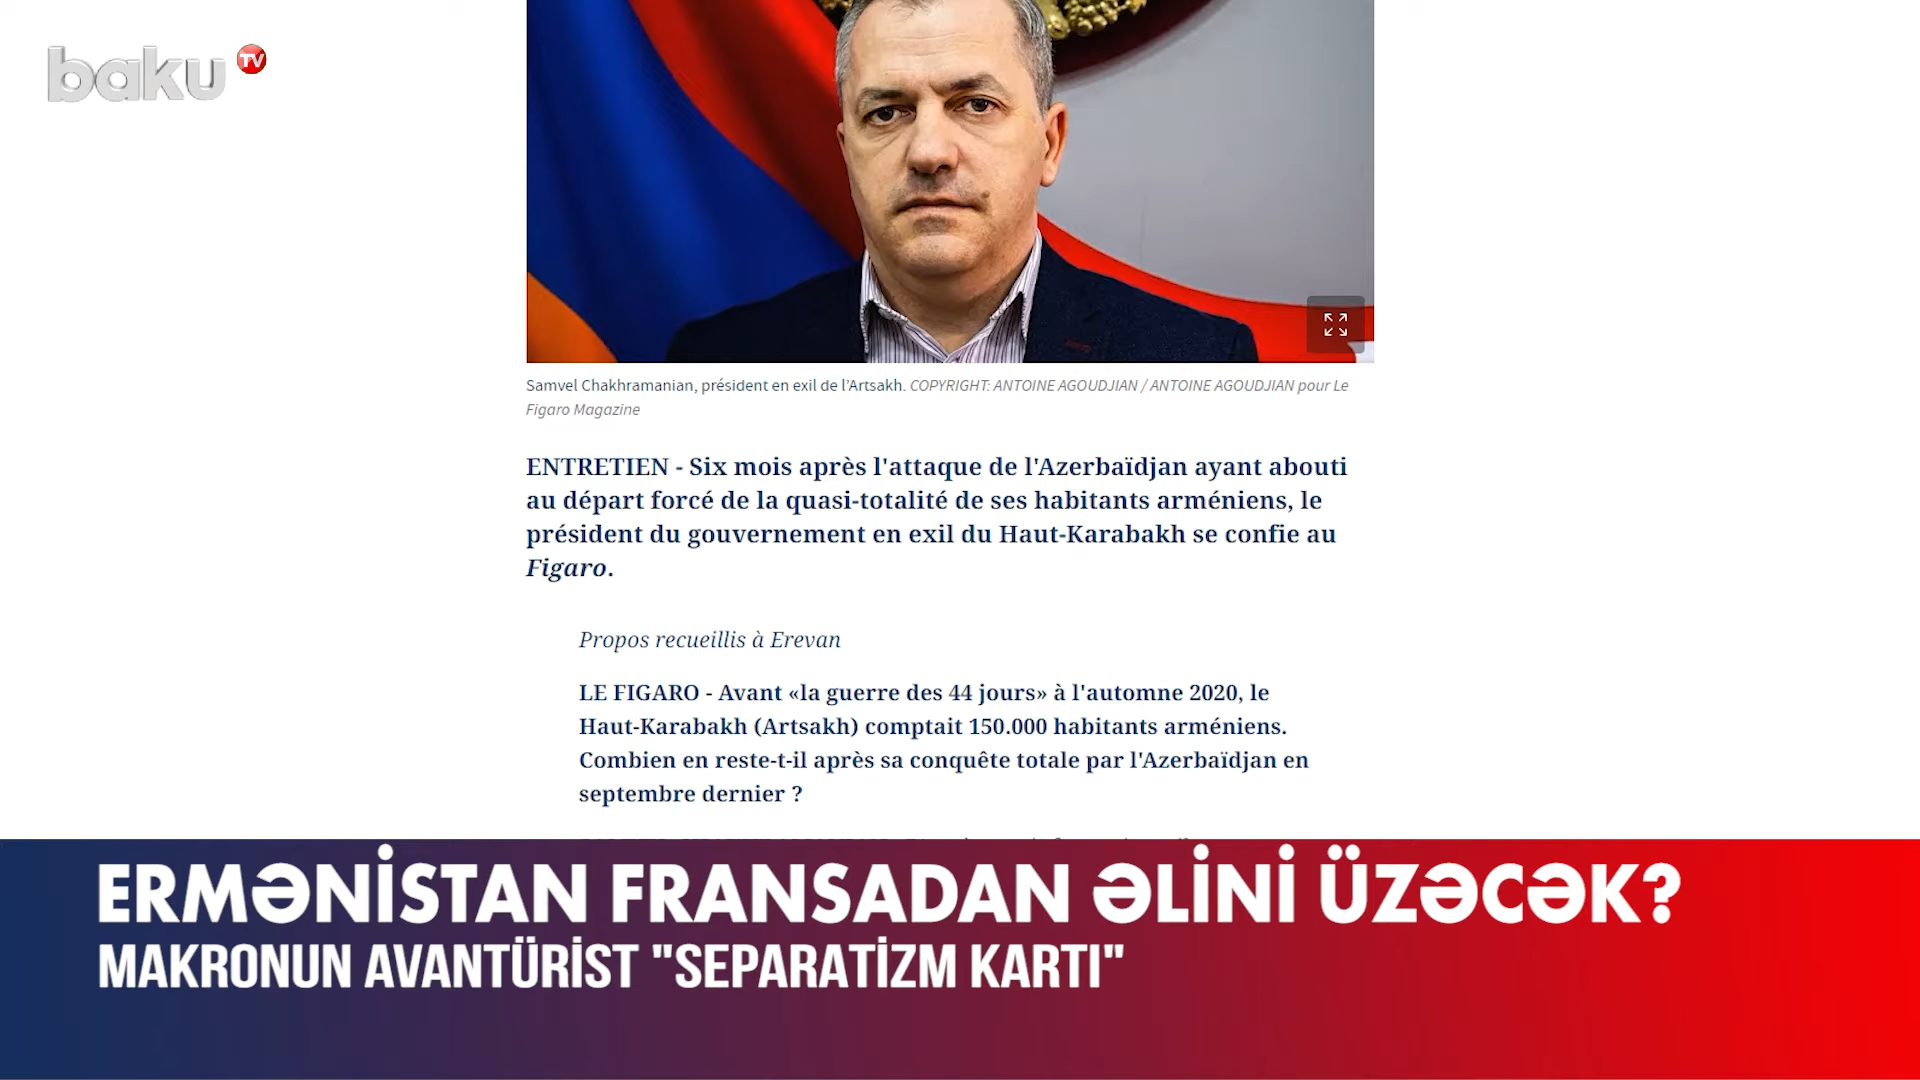 baku TV
Samvel Chakhramanian, président en exil de l'Artsakh. COPYRIGHT: ANTOINE AGOUDJIAN / ANTOINE AGOUDJIAN pour Le
Figaro Magazine
ENTRETIEN - Six mois après l'attaque de l'Azerbaïdjan ayant abouti
au départ forcé de la quasi-totalité de ses habitants arméniens, le
président du gouvernement en exil du Haut-Karabakh se confie au
Figaro.
Propos recueillis à Erevan
LE FIGARO - Avant «la guerre des 44 jours» à l'automne 2020, le
Haut-Karabakh (Artsakh) comptait 150.000 habitants arméniens.
Combien en reste-t-il après sa conquête totale par l'Azerbaïdjan en
septembre dernier ?
ERMƏNİSTAN FRANSADAN ƏLİNİ ÜZƏCƏK?
MAKRONUN AVANTÜRİST "SEPARATİZM KARTI"